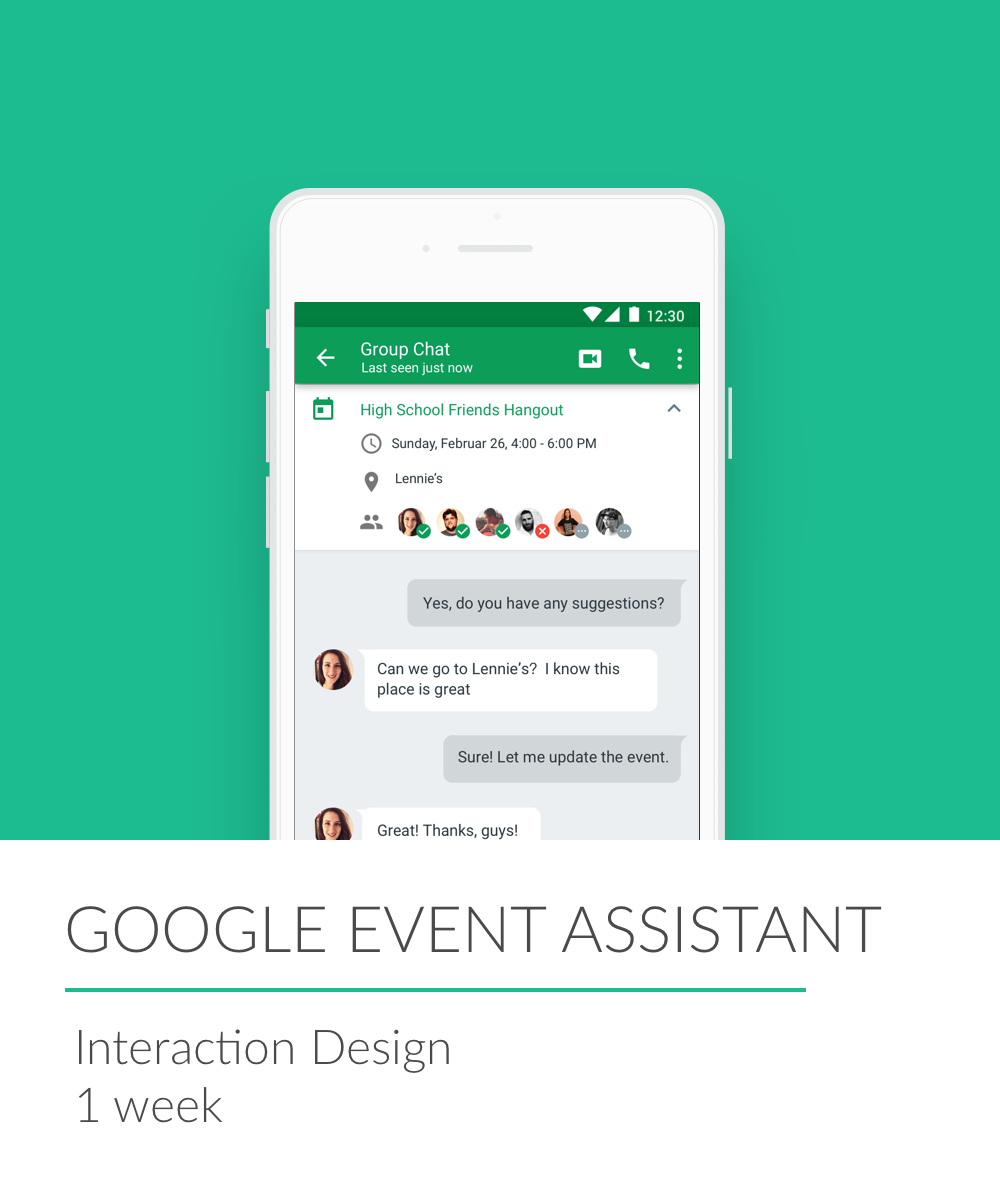 12:30
Group Chat
Last seen just now
High School Friends Hangout
Sunday, Februar 26, 4:00 - 6:00 PM
Lennie’s
Yes, do you have any suggestions?
Can we go to Lennie’s?  I know this
place is great
Sure! Let me update the event.
Great! Thanks, guys!
GOOGLE EVENT ASSISTANT
Interaction Design
1 week